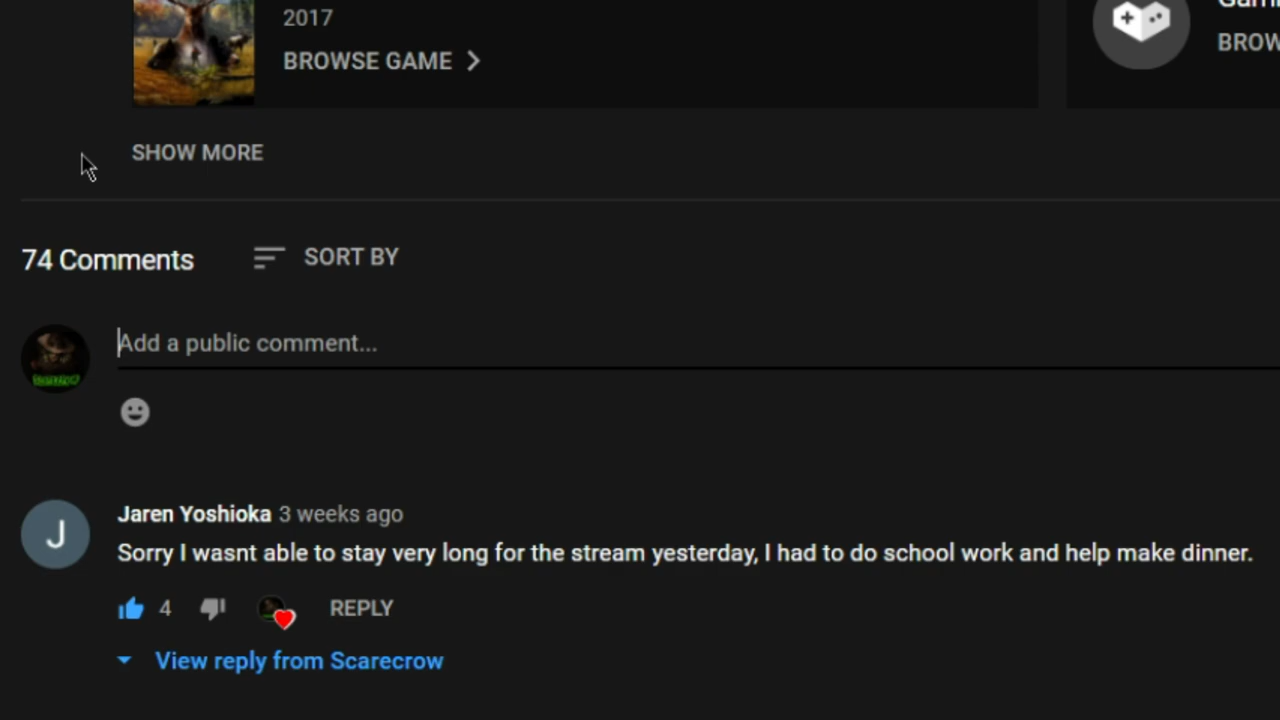 2017
BROWSE GAME
BROW
SHOW MORE
74 Comments
SORT BY
Add a public comment...
Jaren Yoshioka 3 weeks ago
J
Sorry I wasnt able to stay very long for the stream yesterday, I had to do school work and help make dinner.
4
REPLY
View reply from Scarecrow